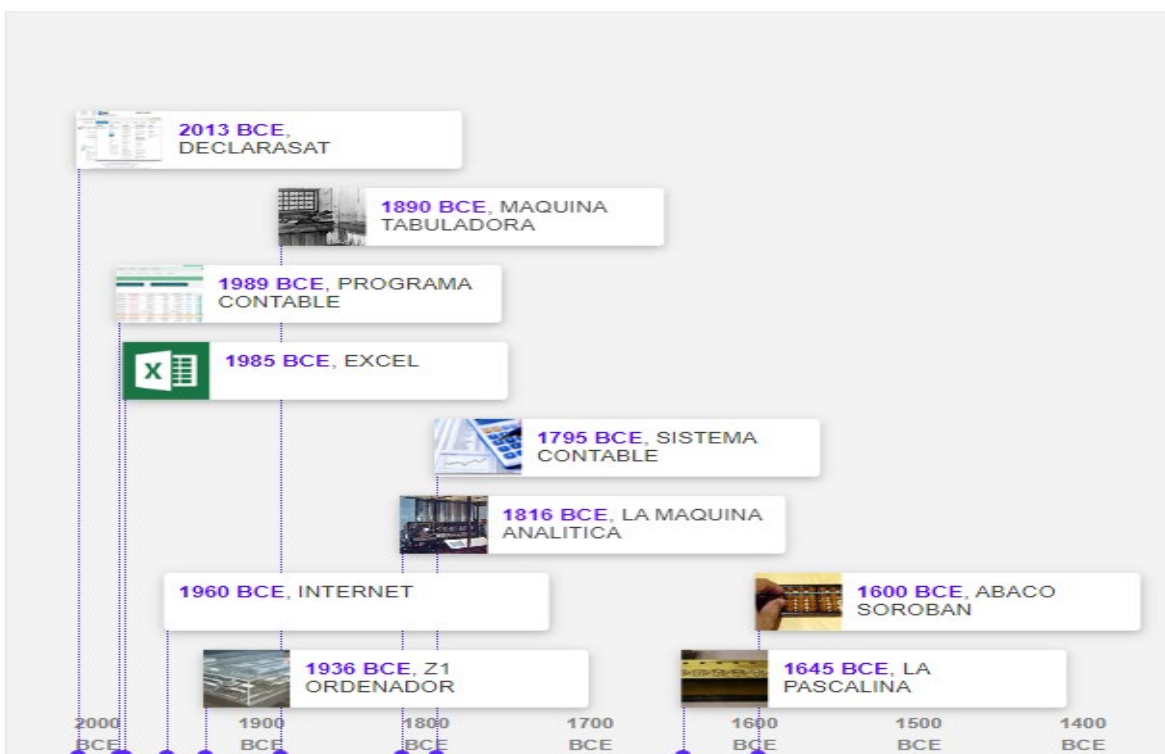 2013 BCE,
DECLARASAT
1890 BCE, MAQUINA
TABULADORA
1989 BCE, PROGRAMA
CONTABLE
1985 BCE, EXCEL
1795 BCE, SISTEMA
CONTABLE
1816 BCE, LA MAQUINA
ANALITICA
1960 BCE, INTERNET
1600 BCE, ABACO
SOROBAN
1936 BCE, Z1
ORDENADOR
1645 BCE, LA
PASCALINA
2000 1900 1800 1700 1600 1500 1400
BCE BCE BCE BCE BCE BCE BCE